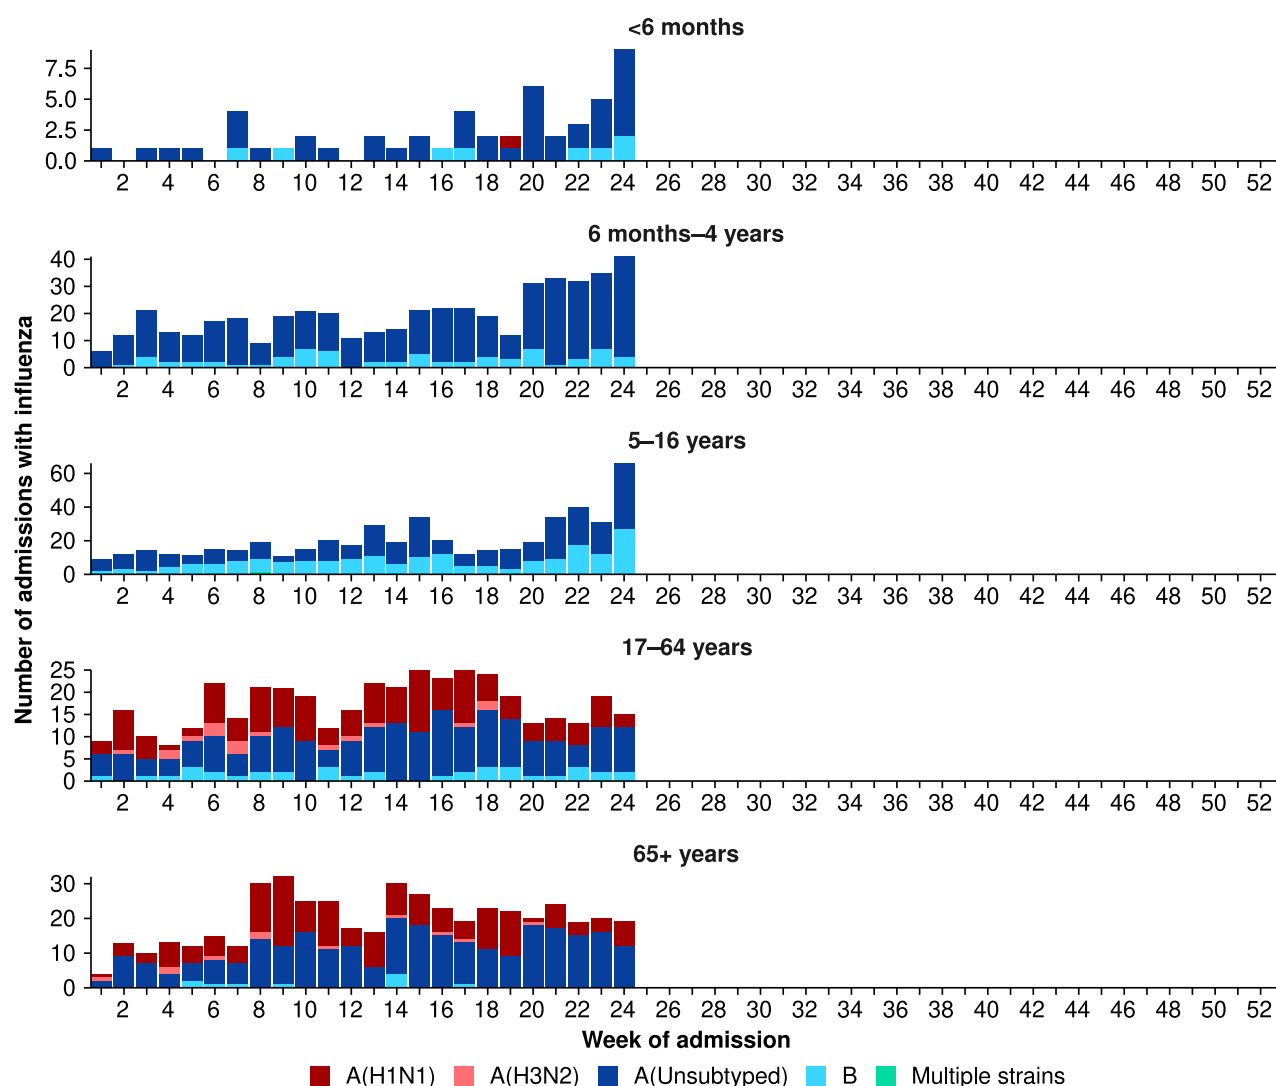 <6 months
7.5
5.0
2.5
0.0
2 4 6 8 10 12 14 16 18 20 22 24 26 28 30 32 34 36 38 40 42 44 46 48 50 52
6 months–4 years
40
30
20
10
0
2 4 6 8 10 12 14 16 18 20 22 24 26 28 30 32 34 36 38 40 42 44 46 48 50 52
5–16 years
60
40
20
0
2 4 6 8 10 12 14 16 18 20 22 24 26 28 30 32 34 36 38 40 42 44 46 48 50 52
17–64 years
25
20
15
10
5
0
2 4 6 8 10 12 14 16 18 20 22 24 26 28 30 32 34 36 38 40 42 44 46 48 50 52
65+ years
30
20
10
0
2 4 6 8 10 12 14 16 18 20 22 24 26 28 30 32 34 36 38 40 42 44 46 48 50 52
Number of admissions with influenza
Week of admission
A(H1N1) A(H3N2) A(Unsubtyped) B Multiple strains